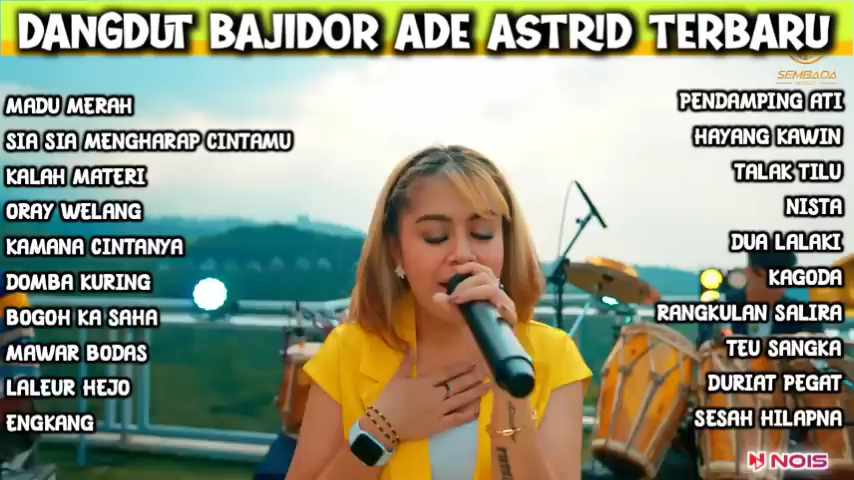 DANGDUT BAJIDOR ADE ASTRID TERBARU
SEMBADA
MADU MERAH
SIA SIA MENGHARAP CINTAMU
KALAH MATERI
ORAY WELANG
KAMANA CINTANYA
DOMBA KURING
BOGOH KA SAHA
MAWAR BODAS
LALEUR HEJO
ENGKANG
PENDAMPING ATI
HAYANG KAWIN
TALAK TILU
NISTA
DUA LALAKI
KAGODA
RANGKULAN SALIRA
TEU SANGKA
DURIAT PEGAT
SESAH HILAPNA
NOIS